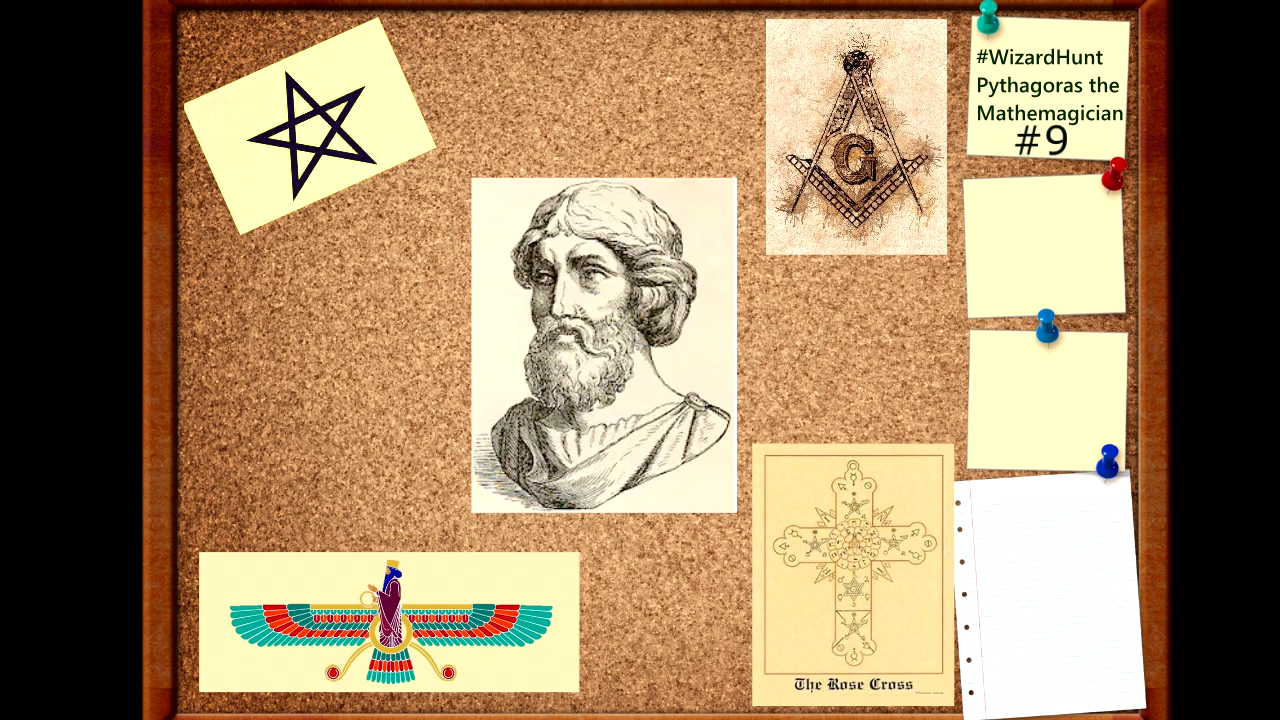 #WizardHunt
Pythagoras the
Mathemagician
#9
G
The Rose Cross